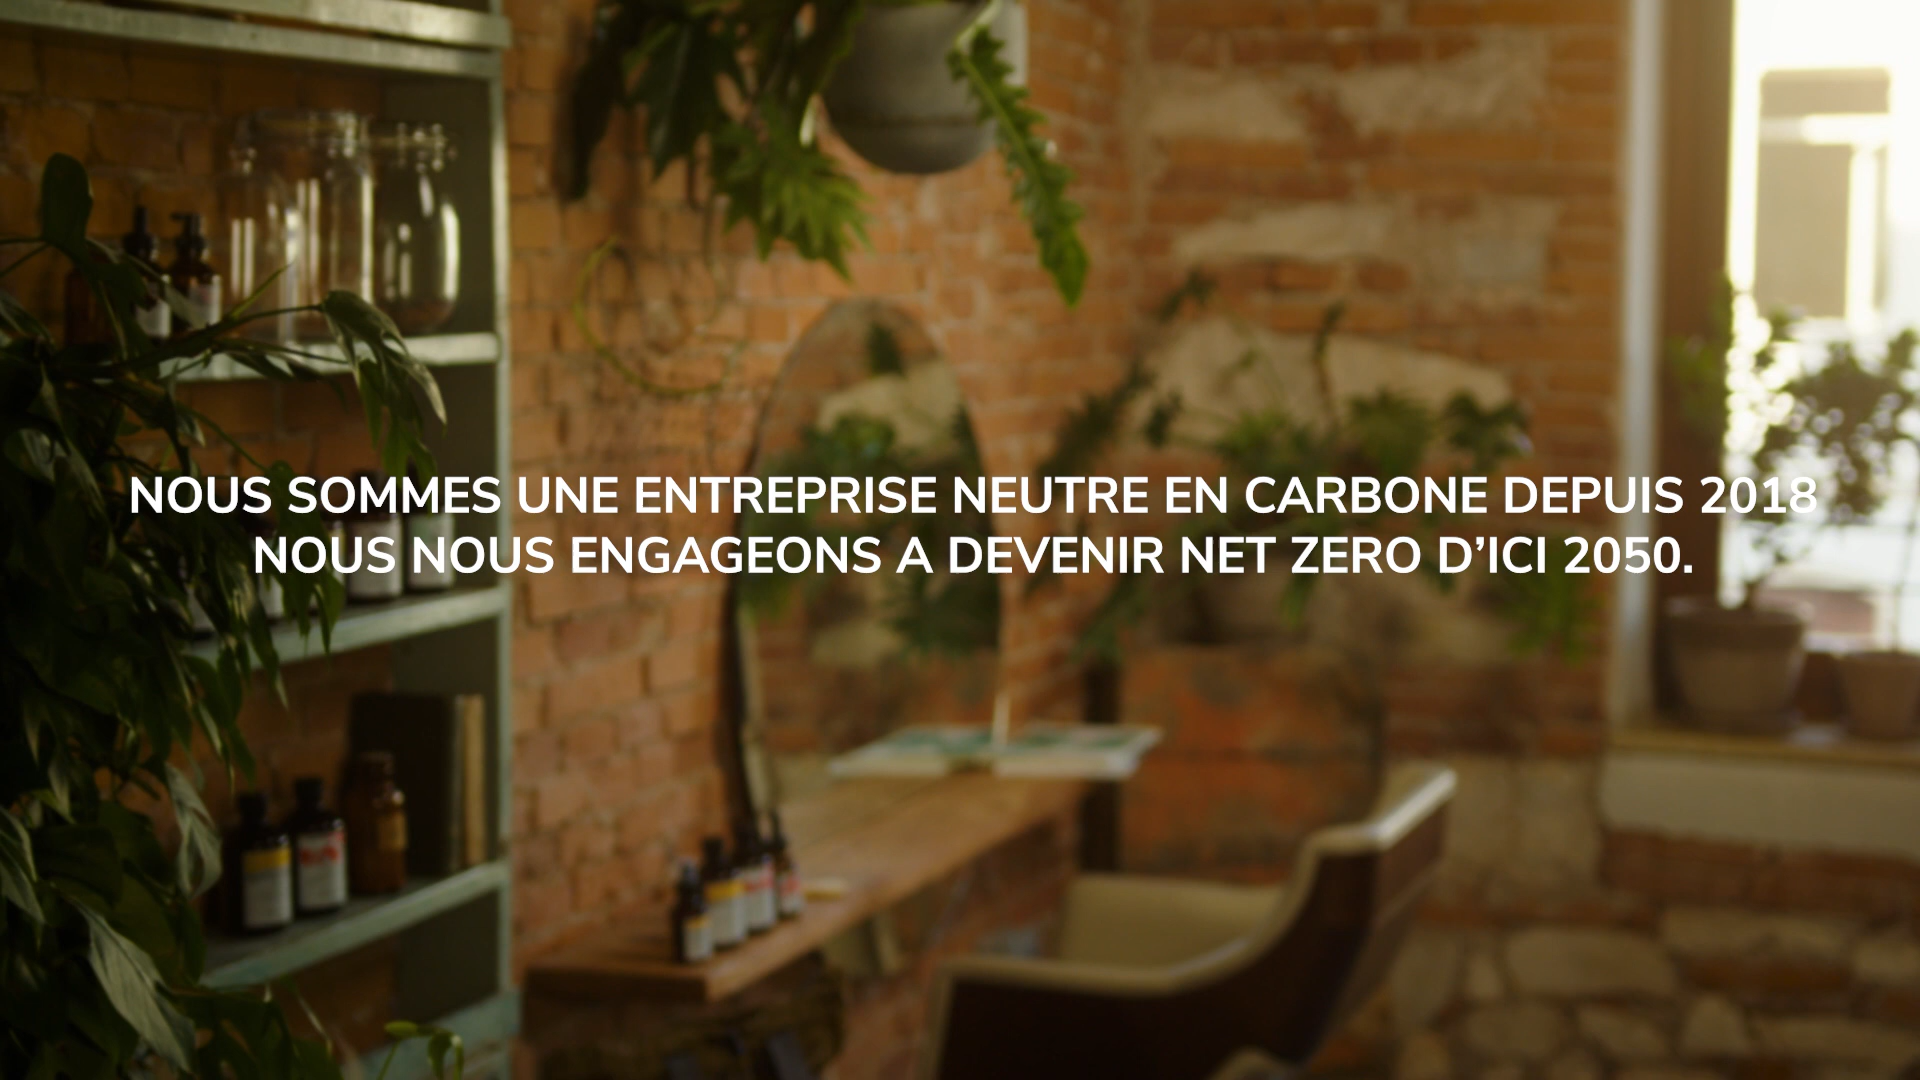 NOUS SOMMES UNE ENTREPRISE NEUTRE EN CARBONE DEPUIS 2018
NOUS NOUS ENGAGEONS A DEVENIR NET ZERO D’ICI 2050.